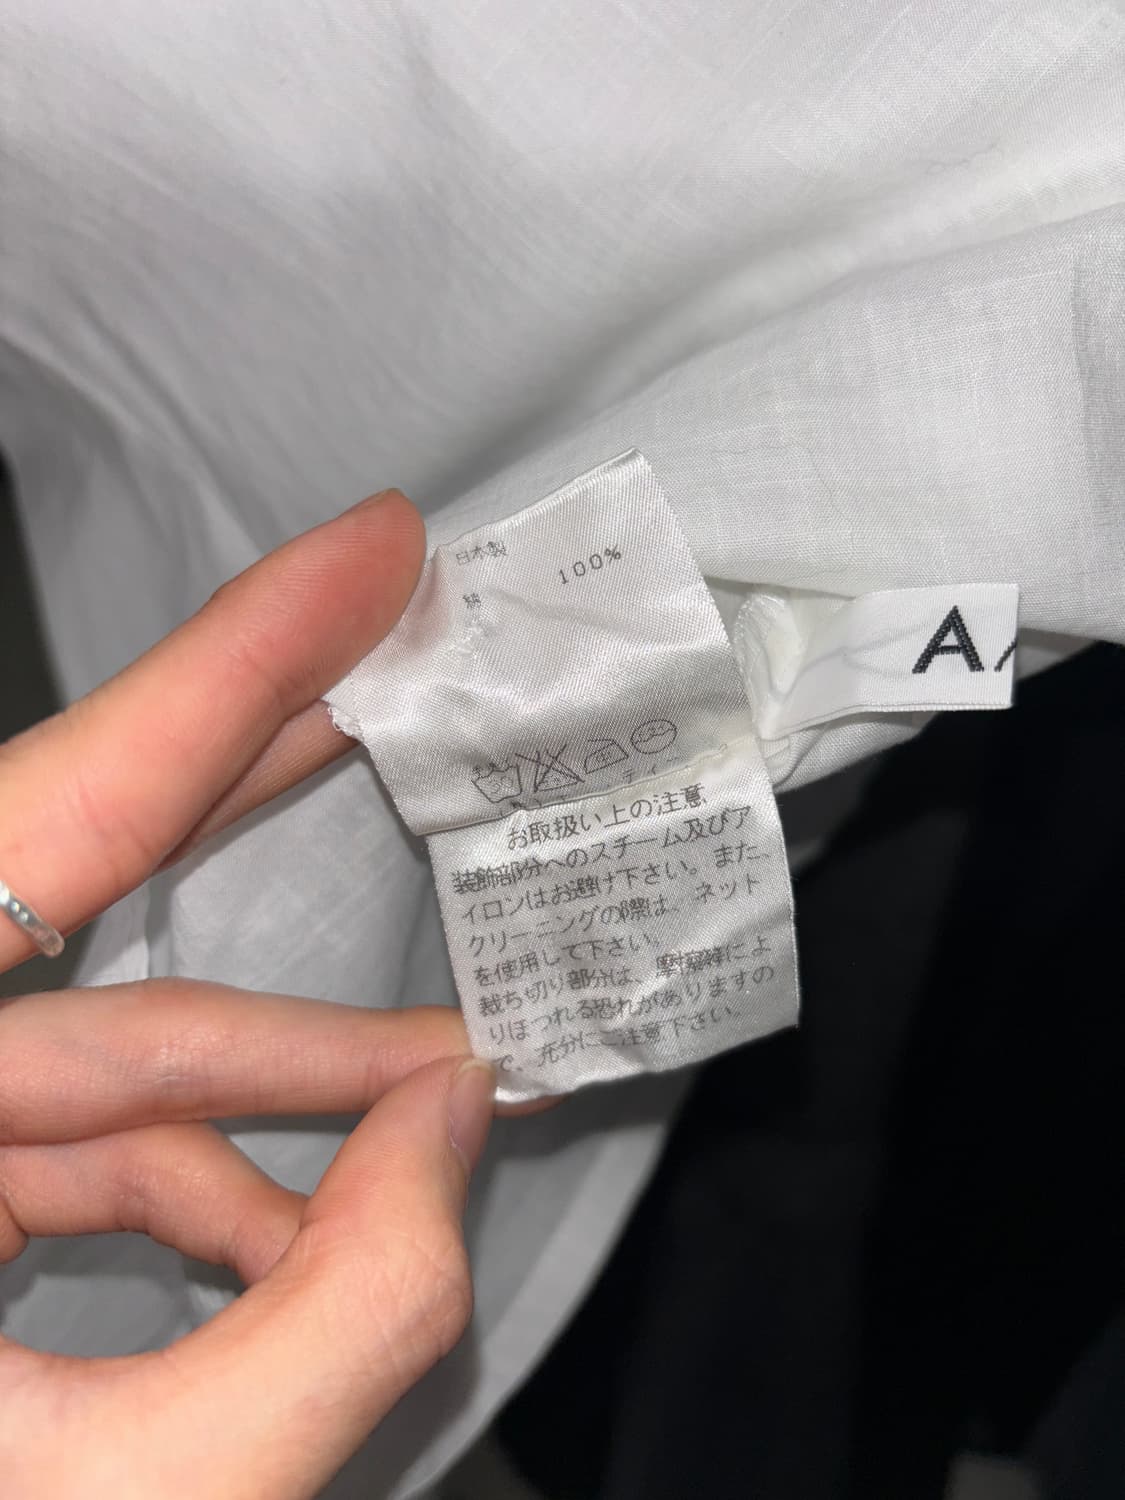 日本製
綿 100%
お取扱い上の注意
装飾部分へのスチーム及びア
イロンはお避け下さい。また、
クリーニングの際は、ネット
を使用して下さい。
裁ち切り部分は、摩擦等によ
りほつれる恐れがありますの
で、充分にご注意下さい。
A